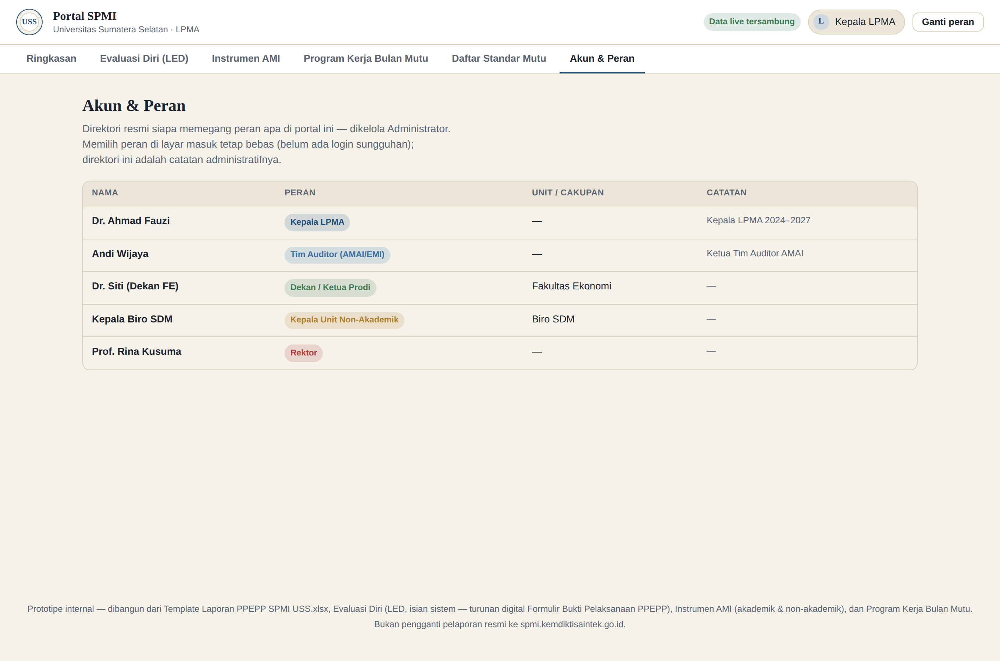 USS
Portal SPMI
Universitas Sumatera Selatan · LPMA
Data live tersambung
L
Kepala LPMA
Ganti peran
Ringkasan
Evaluasi Diri (LED)
Instrumen AMI
Program Kerja Bulan Mutu
Daftar Standar Mutu
Akun & Peran
Akun & Peran
Direktori resmi siapa memegang peran apa di portal ini — dikelola Administrator.
Memilih peran di layar masuk tetap bebas (belum ada login sungguhan);
direktori ini adalah catatan administratifnya.
NAMA PERAN UNIT / CAKUPAN CATATAN
Dr. Ahmad Fauzi Kepala LPMA — Kepala LPMA 2024–2027
Andi Wijaya Tim Auditor (AMAI/EMI) — Ketua Tim Auditor AMAI
Dr. Siti (Dekan FE) Dekan / Ketua Prodi Fakultas Ekonomi —
Kepala Biro SDM Kepala Unit Non-Akademik Biro SDM —
Prof. Rina Kusuma Rektor — —
Prototipe internal — dibangun dari Template Laporan PPEPP SPMI USS.xlsx, Evaluasi Diri (LED, isian sistem — turunan digital Formulir Bukti Pelaksanaan PPEPP), Instrumen AMI (akademik & non-akademik), dan Program Kerja Bulan Mutu.
Bukan pengganti pelaporan resmi ke spmi.kemdiktisaintek.go.id.